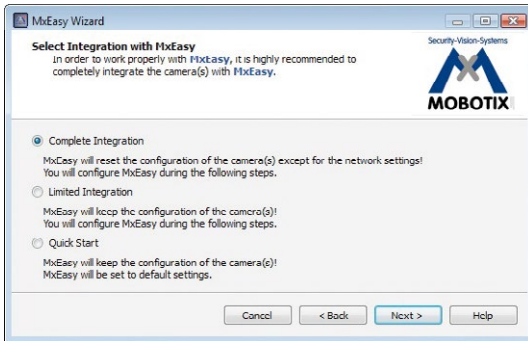 MxEasy Wizard
Select Integration with MxEasy
Security-Vision-Systems
In order to work properly with MxEasy, it is highly recommended to
completely integrate the camera(s) with MxEasy.
MOBOTIX
Complete Integration
MxEasy will reset the configuration of the camera(s) except for the network settings!
You will configure MxEasy during the following steps.
Limited Integration
MxEasy will keep the configuration of the camera(s)!
You will configure MxEasy during the following steps.
Quick Start
MxEasy will keep the configuration of the camera(s)!
MxEasy will be set to default settings.
Cancel < Back Next > Help